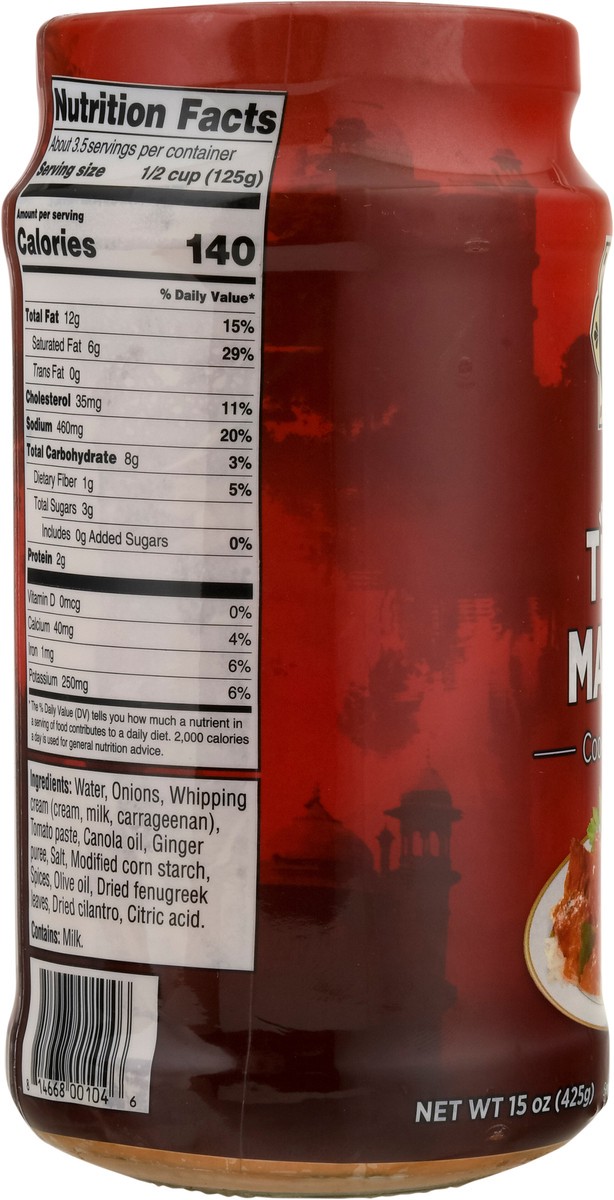 Nutrition Facts
About 3.5 servings per container
Serving size 1/2 cup (125g)
Amount per serving
Calories 140
% Daily Value*
Total Fat 12g 15%
Saturated Fat 6g 29%
Trans Fat 0g
Cholesterol 35mg 11%
Sodium 460mg 20%
Total Carbohydrate 8g 3%
Dietary Fiber 1g 5%
Total Sugars 3g
Includes 0g Added Sugars 0%
Protein 2g
Vitamin D 0mcg 0%
Calcium 40mg 4%
Iron 1mg 6%
Potassium 250mg 6%
* The % Daily Value (DV) tells you how much a nutrient in
a serving of food contributes to a daily diet. 2,000 calories
a day is used for general nutrition advice.
Ingredients: Water, Onions, Whipping
cream (cream, milk, carrageenan),
Tomato paste, Canola oil, Ginger
puree, Salt, Modified corn starch,
Spices, Olive oil, Dried fenugreek
leaves, Dried cilantro, Citric acid.
Contains: Milk.
8 14668 00104 6
T
MA
Coo
NET WT 15 oz (425g)